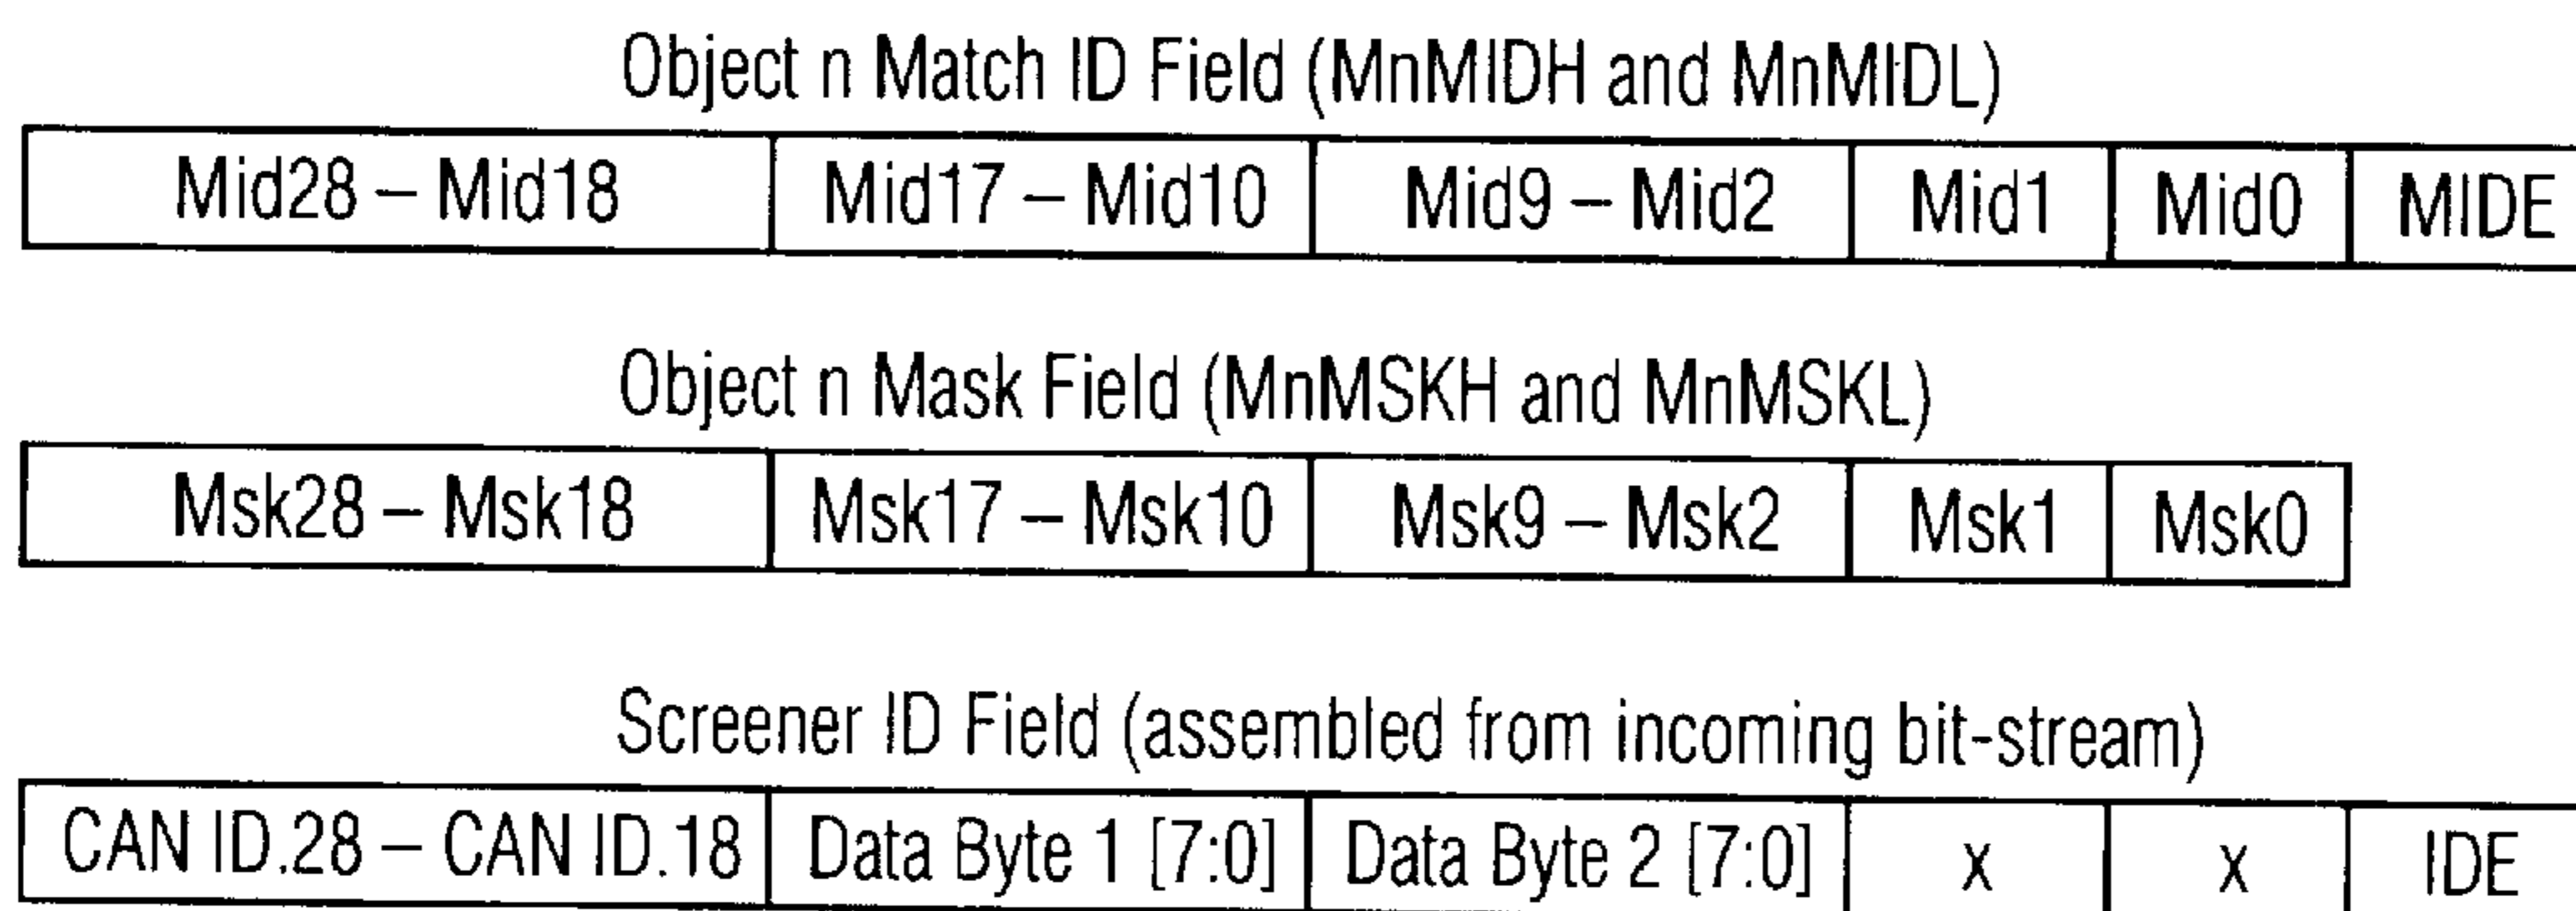 Object n Match ID Field (MnMIDH and MnMIDL)
Mid28 – Mid18 Mid17 – Mid10 Mid9 – Mid2 Mid1 Mid0 MIDE
Object n Mask Field (MnMSKH and MnMSKL)
Msk28 – Msk18 Msk17 – Msk10 Msk9 – Msk2 Msk1 Msk0
Screener ID Field (assembled from incoming bit-stream)
CAN ID.28 – CAN ID.18 Data Byte 1 [7:0] Data Byte 2 [7:0] x x IDE